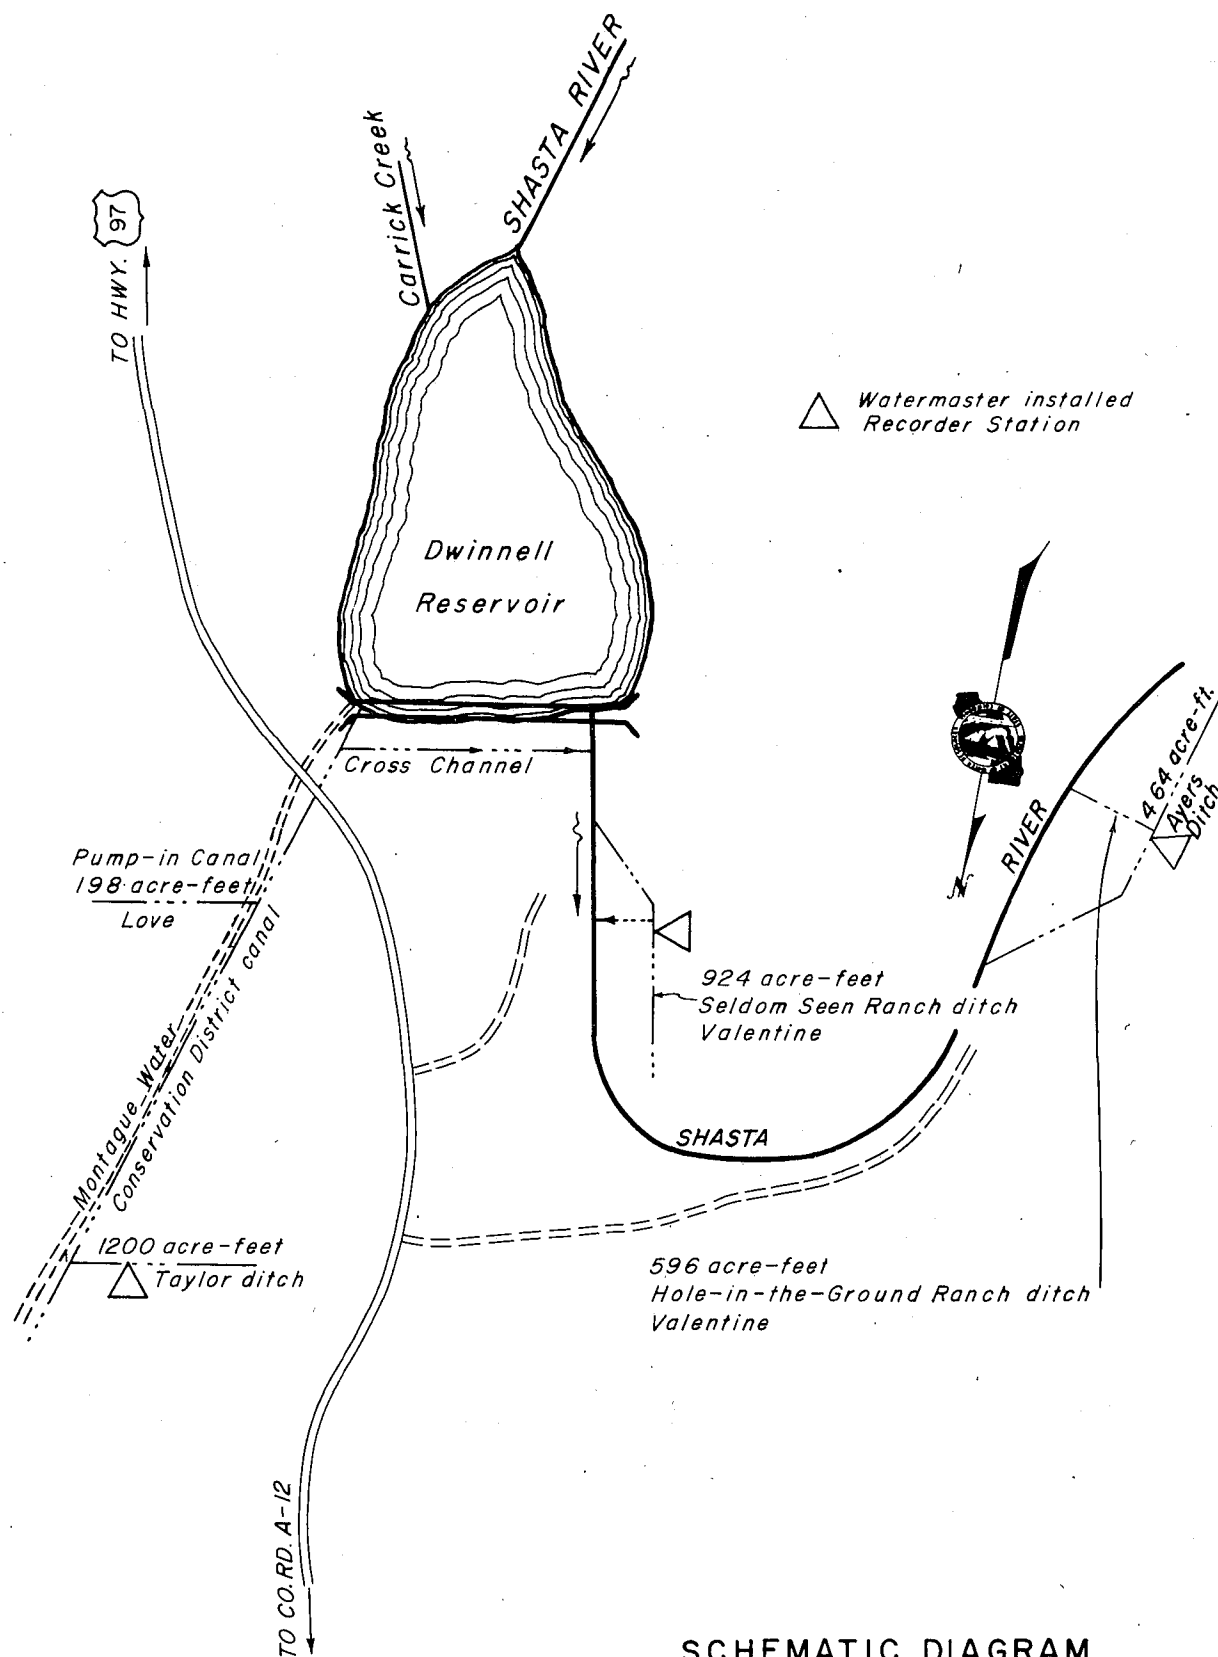 SHASTA RIVER
Carrick Creek
97
TO HWY.
Watermaster installed
Recorder Station
Dwinnell
Reservoir
Cross Channel
464 acre-ft.
Ayers
Ditch
RIVER
Pump-in Canal
198 acre-feet
Love
N
924 acre-feet
Seldom Seen Ranch ditch
Valentine
Montague Water
Conservation District canal
SHASTA
1200 acre-feet
Taylor ditch
596 acre-feet
Hole-in-the-Ground Ranch ditch
Valentine
TO CO.RD. A-12
SCHEMATIC DIAGRAM